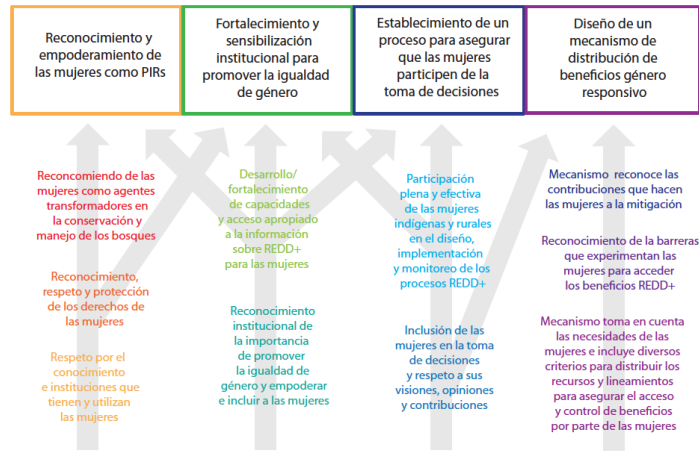 Reconocimiento y
empoderamiento de
las mujeres como PIRs
Fortalecimiento y
sensibilización
institucional para
promover la igualdad
de género
Establecimiento de un
proceso para asegurar
que las mujeres
participen de la
toma de decisiones
Diseño de un
mecanismo de
distribución de
beneficios género
responsivo
Reconcomiendo de las
mujeres como agentes
transformadores en
la conservación y
manejo de los bosques
Reconocimiento,
respeto y protección
de los derechos de
las mujeres
Respeto por el
conocimiento
e instituciones que
tienen y utilizan
las mujeres
Desarrollo/
fortalecimiento
de capacidades
y acceso apropiado
a la información
sobre REDD+
para las mujeres
Reconocimiento
institucional de
la importancia
de promover
la igualdad de
género y empoderar
e incluir a las mujeres
Participación
plena y efectiva
de las mujeres
indígenas y rurales
en el diseño,
implementación
y monitoreo de los
procesos REDD+
Inclusión de las
mujeres en la toma
de decisiones
y respeto a sus
visiones, opiniones
y contribuciones
Mecanismo reconoce las
contribuciones que hacen
las mujeres a la mitigación
Reconocimiento de la barreras
que experimentan las
mujeres para acceder
los beneficios REDD+
Mecanismo toma en cuenta
las necesidades de las
mujeres e incluye diversos
criterios para distribuir los
recursos y lineamientos
para asegurar el acceso
y control de beneficios
por parte de las mujeres